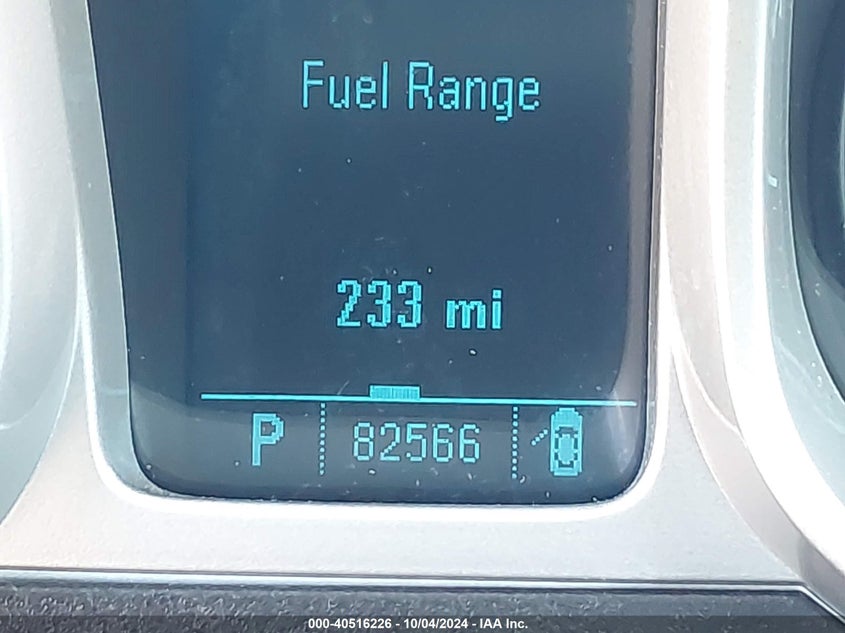 Fuel Range
233 mi
P 82566
000-40516226 - 10/04/2024 - IAA Inc.